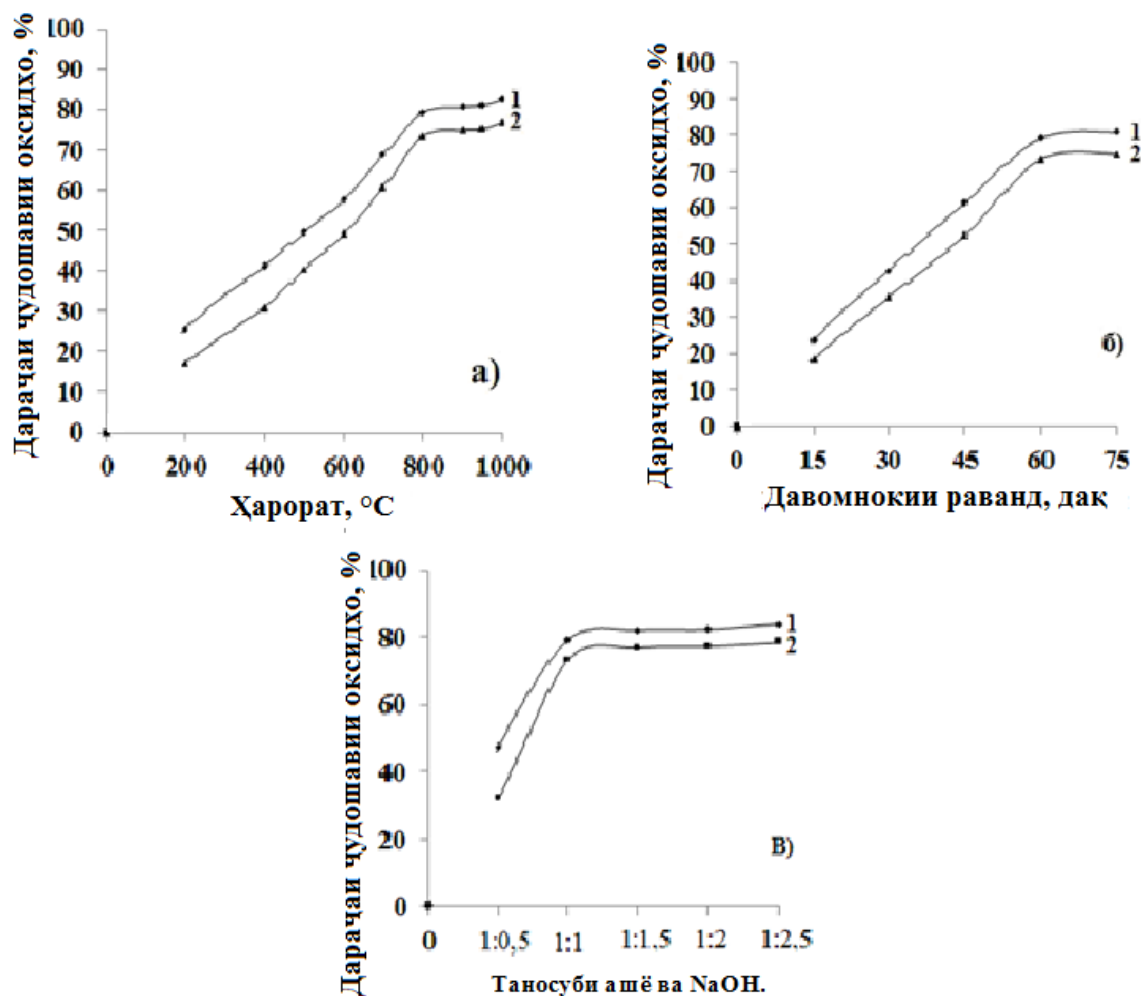 Дараҷаи ҷудошавии оксидҳо, %
100
90
80
70
60
50
40
30
20
10
0
0 200 400 600 800 1000
Ҳарорат, °C
1
2
а)
Дараҷаи ҷудошавии оксидҳо, %
100
90
80
70
60
50
40
30
20
10
0
0 15 30 45 60 75
Давомнокии раванд, дақ
1
2
б)
Дараҷаи ҷудошавии оксидҳо, %
100
80
60
40
20
0
0 1:0,5 1:1 1:1.5 1:2 1:2.5
Таносуби ашё ва NaOH.
1
2
в)